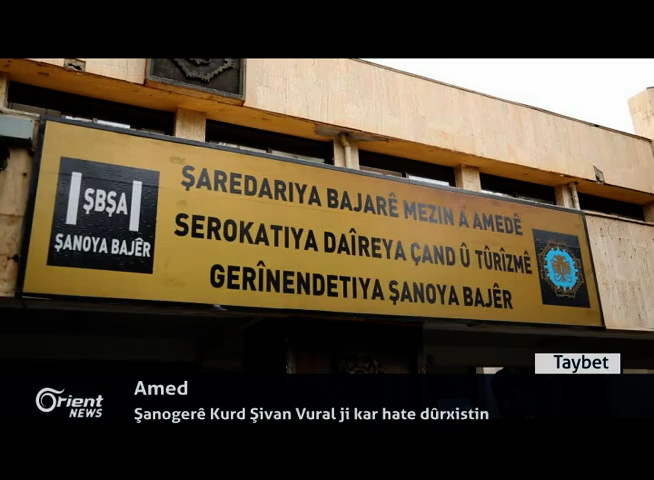 ŞBŞA
ŞANOYA BAJÊR
ŞAREDARIYA BAJARÊ MEZIN A AMEDÊ
SEROKATIYA DAÎREYA ÇAND Û TÛRÎZMÊ
GERÎNENDETIYA ŞANOYA BAJÊR
Taybet
Orient
NEWS
Amed
Şanogerê Kurd Şivan Vural ji kar hate dûrxistin